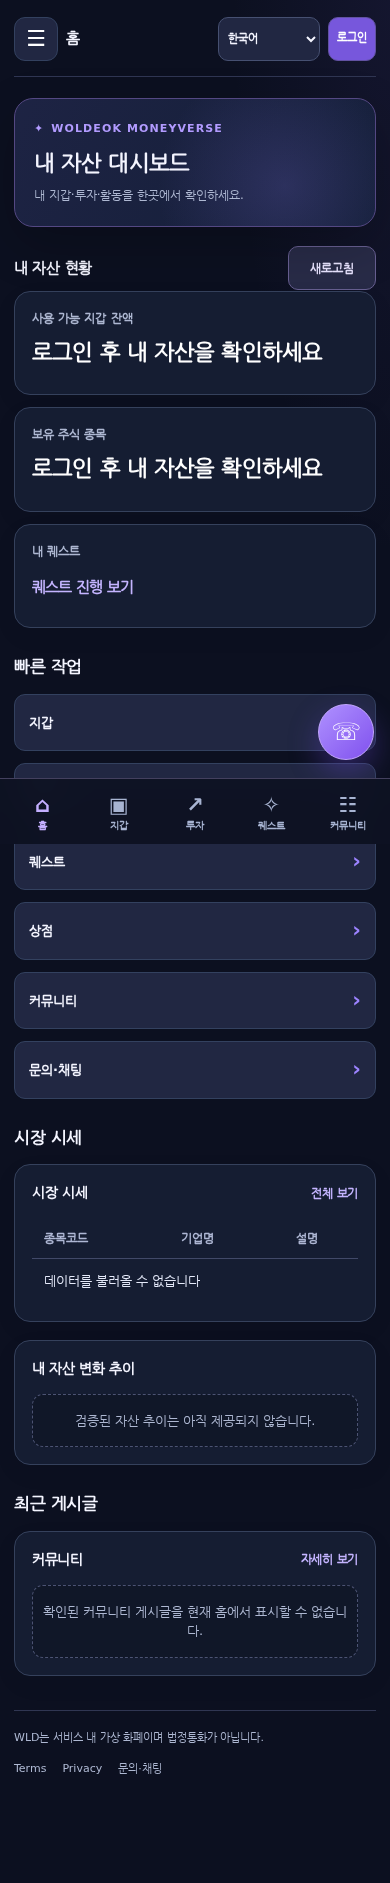 홈
한국어
로그인
WOLDEOK MONEYVERSE
내 자산 대시보드
내 지갑·투자·활동을 한곳에서 확인하세요.
내 자산 현황
새로고침
사용 가능 지갑 잔액
로그인 후 내 자산을 확인하세요
보유 주식 종목
로그인 후 내 자산을 확인하세요
내 퀘스트
퀘스트 진행 보기
빠른 작업
지갑
홈 지갑 투자 퀘스트 커뮤니티
퀘스트
상점
커뮤니티
문의·채팅
시장 시세
시장 시세 전체 보기
종목코드 기업명 설명
데이터를 불러올 수 없습니다
내 자산 변화 추이
검증된 자산 추이는 아직 제공되지 않습니다.
최근 게시글
커뮤니티 자세히 보기
확인된 커뮤니티 게시글을 현재 홈에서 표시할 수 없습니
다.
WLD는 서비스 내 가상 화폐이며 법정통화가 아닙니다.
Terms Privacy 문의·채팅